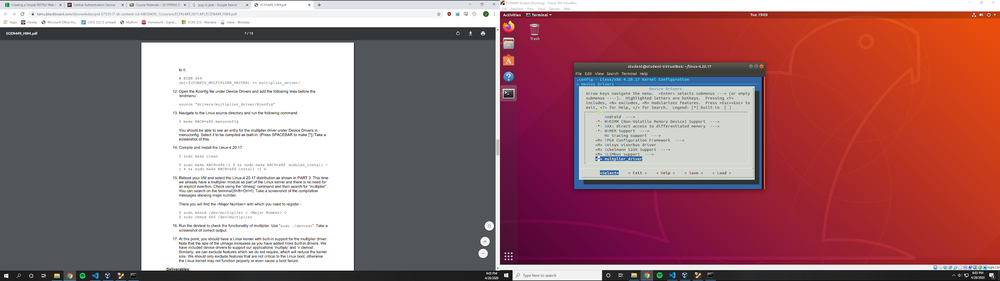 Creating a Simple RESTful Web A
Central Authentication Service
Course Materials – 20 SPRING EC
pug vs jade - Google Search
ECEN449_HW4.pdf
tamu.blackboard.com/bbcswebdav/pid-6733517-dt-content-rid-64038438_1/courses/ECEN.449.2011.M1/ECEN449_HW4.pdf
Apps
Howdy
Microsoft Office Ho...
CSCE 222 (5 unread)
MyBlinn
Homework - Signal...
ECEN 325 - Mandela
Inbox - Workday
ECEN449_HW4.pdf
7 / 13
to it.
# ECEN 449
obj-$(CONFIG_MULTIPLIER_DRIVER) += multiplier_driver/
12. Open the Kconfig file under Device Drivers and add the following lines before the
'endmenu'.
source "drivers/multiplier_driver/Kconfig"
13. Navigate to the Linux source directory and run the following command.
$ make ARCH=x86 menuconfig
You should be able to see an entry for the multiplier driver under Device Drivers in
menuconfig. Select it to be compiled as built-in. (Press SPACEBAR to make [*]) Take a
screenshot of this.
14. Compile and Install the Linux-4.20.17
$ sudo make clean
$ sudo make ARCH=x86 -j 4 && sudo make ARCH=x86 modules_install -
j 4 && sudo make ARCH=x86 install -j 4
15. Reboot your VM and select the Linux-4.20.17 distribution as shown in PART 3. This time
we already have a multiplier module as part of the Linux kernel and there is no need for
an explicit insertion. Check using the "dmesg" command and then search for "multiplier".
You can search on the terminal(Shift+Ctrl+f). Take a screenshot of the compilation
messages showing major number.
There you will find the <Major Number> with which you need to register -
$ sudo mknod /dev/multiplier c <Major Number> 0
$ sudo chmod 666 /dev/multiplier
16. Run the devtest to check the functionality of multiplier. Use "sudo ./devtest". Take a
screenshot of correct output.
17. At this point, you should have a Linux kernel with built-in support for the multiplier driver.
Note that the size of the uImage increases as you have added more built-in drivers. We
have included device drivers to support our applications 'multiply' and 'ir demod'.
Similarly, we can exclude features which we do not require, which will reduce the kernel
size. We should only exclude features that are not critical to the Linux boot, otherwise
the Linux kernel may not function properly or even cause a boot failure.
Deliverables:
6:03 PM
4/28/2020
ECEN449-Student [Running] - Oracle VM VirtualBox
File Machine View Input Devices Help
Activities
Terminal
Tue 19:03
Trash
student@student-VirtualBox: ~/linux-4.20.17
File Edit View Search Terminal Help
.config - Linux/x86 4.20.17 Kernel Configuration
> Device Drivers
Device Drivers
Arrow keys navigate the menu. <Enter> selects submenus ---> (or empty
submenus ----). Highlighted letters are hotkeys. Pressing <Y>
includes, <N> excludes, <M> modularizes features. Press <Esc><Esc> to
exit, <?> for Help, </> for Search. Legend: [*] built-in [ ]
^(-)
Android --->
-*- NVDIMM (Non-Volatile Memory Device) Support --->
-*- DAX: direct access to differentiated memory --->
-*- NVMEM Support --->
HW tracing support --->
<M> FPGA Configuration Framework --->
<M> Unisys visorbus driver
<M> Eckelmann SIOX Support --->
<M> SLIMbus support --->
<*> multplier_driver
<Select> < Exit > < Help > < Save > < Load >
Right Ctrl
Type here to search
6:03 PM
4/28/2020